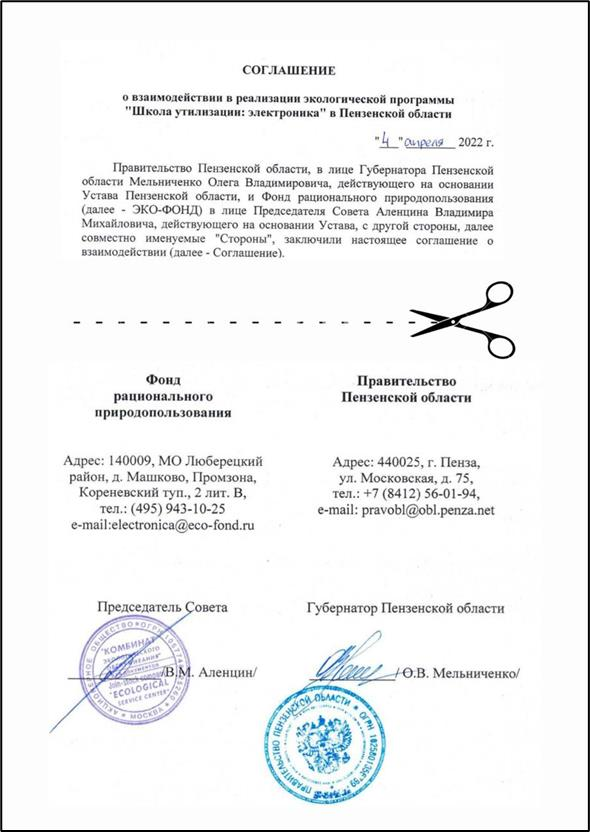 СОГЛАШЕНИЕ
о взаимодействии в реализации экологической программы
"Школа утилизации: электроника" в Пензенской области
"4" апреля 2022 г.
Правительство Пензенской области, в лице Губернатора Пензенской
области Мельниченко Олега Владимировича, действующего на основании
Устава Пензенской области, и Фонд рационального природопользования
(далее - ЭКО-ФОНД) в лице Председателя Совета Аленцина Владимира
Михайловича, действующего на основании Устава, с другой стороны, далее
совместно именуемые "Стороны", заключили настоящее соглашение о
взаимодействии (далее - Соглашение).
Фонд
рационального
природопользования
Адрес: 140009, МО Люберецкий
район, д. Машково, Промзона,
Кореневский туп., 2 лит. В,
тел.: (495) 943-10-25
e-mail:electronica@eco-fond.ru
Правительство
Пензенской области
Адрес: 440025, г. Пенза,
ул. Московская, д. 75,
тел.: +7 (8412) 56-01-94,
e-mail: pravobl@obl.penza.net
Председатель Совета
/В.М. Аленцин/
АКЦИОНЕРНОЕ ОБЩЕСТВО
МОСКВА
"КОМБИНАТ
ЭКОЛОГИЧЕСКОГО
Join-stock company
"ECOLOGICAL
SERVICE CENTER"
Губернатор Пензенской области
/ О.В. Мельниченко/
ПРАВИТЕЛЬСТВО ПЕНЗЕНСКОЙ ОБЛАСТИ